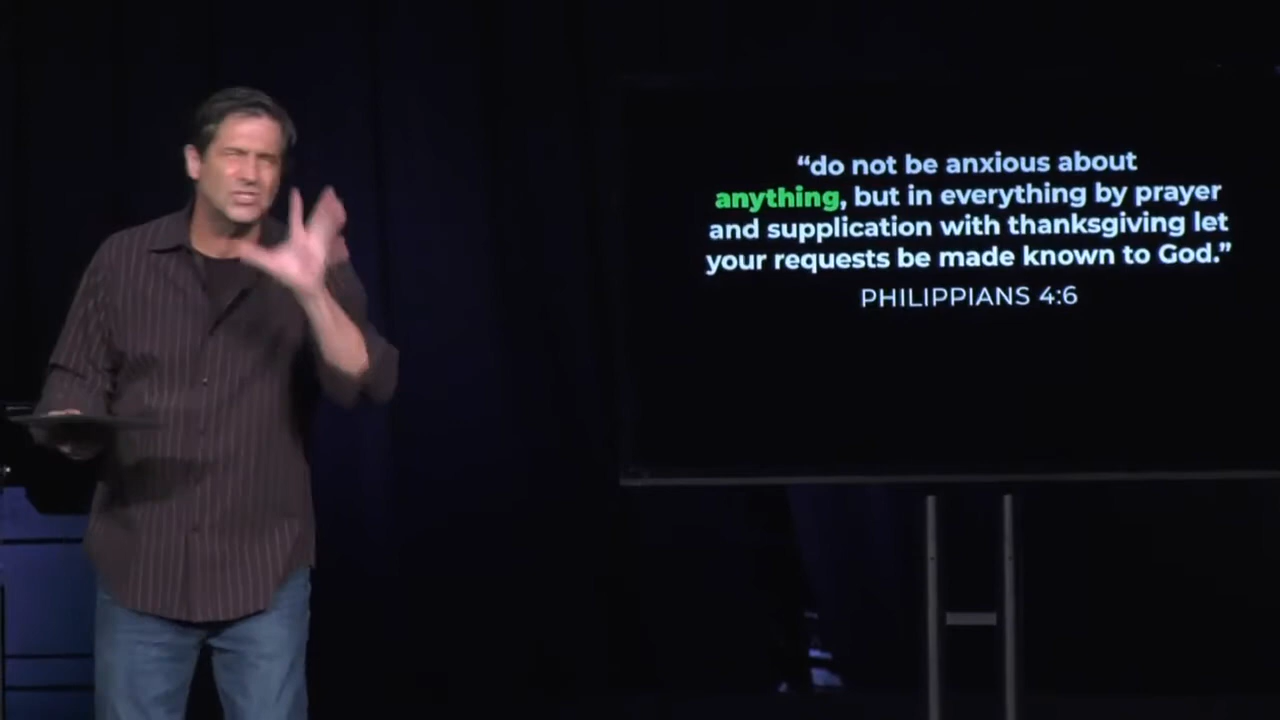 “do not be anxious about
anything, but in everything by prayer
and supplication with thanksgiving let
your requests be made known to God.”
PHILIPPIANS 4:6